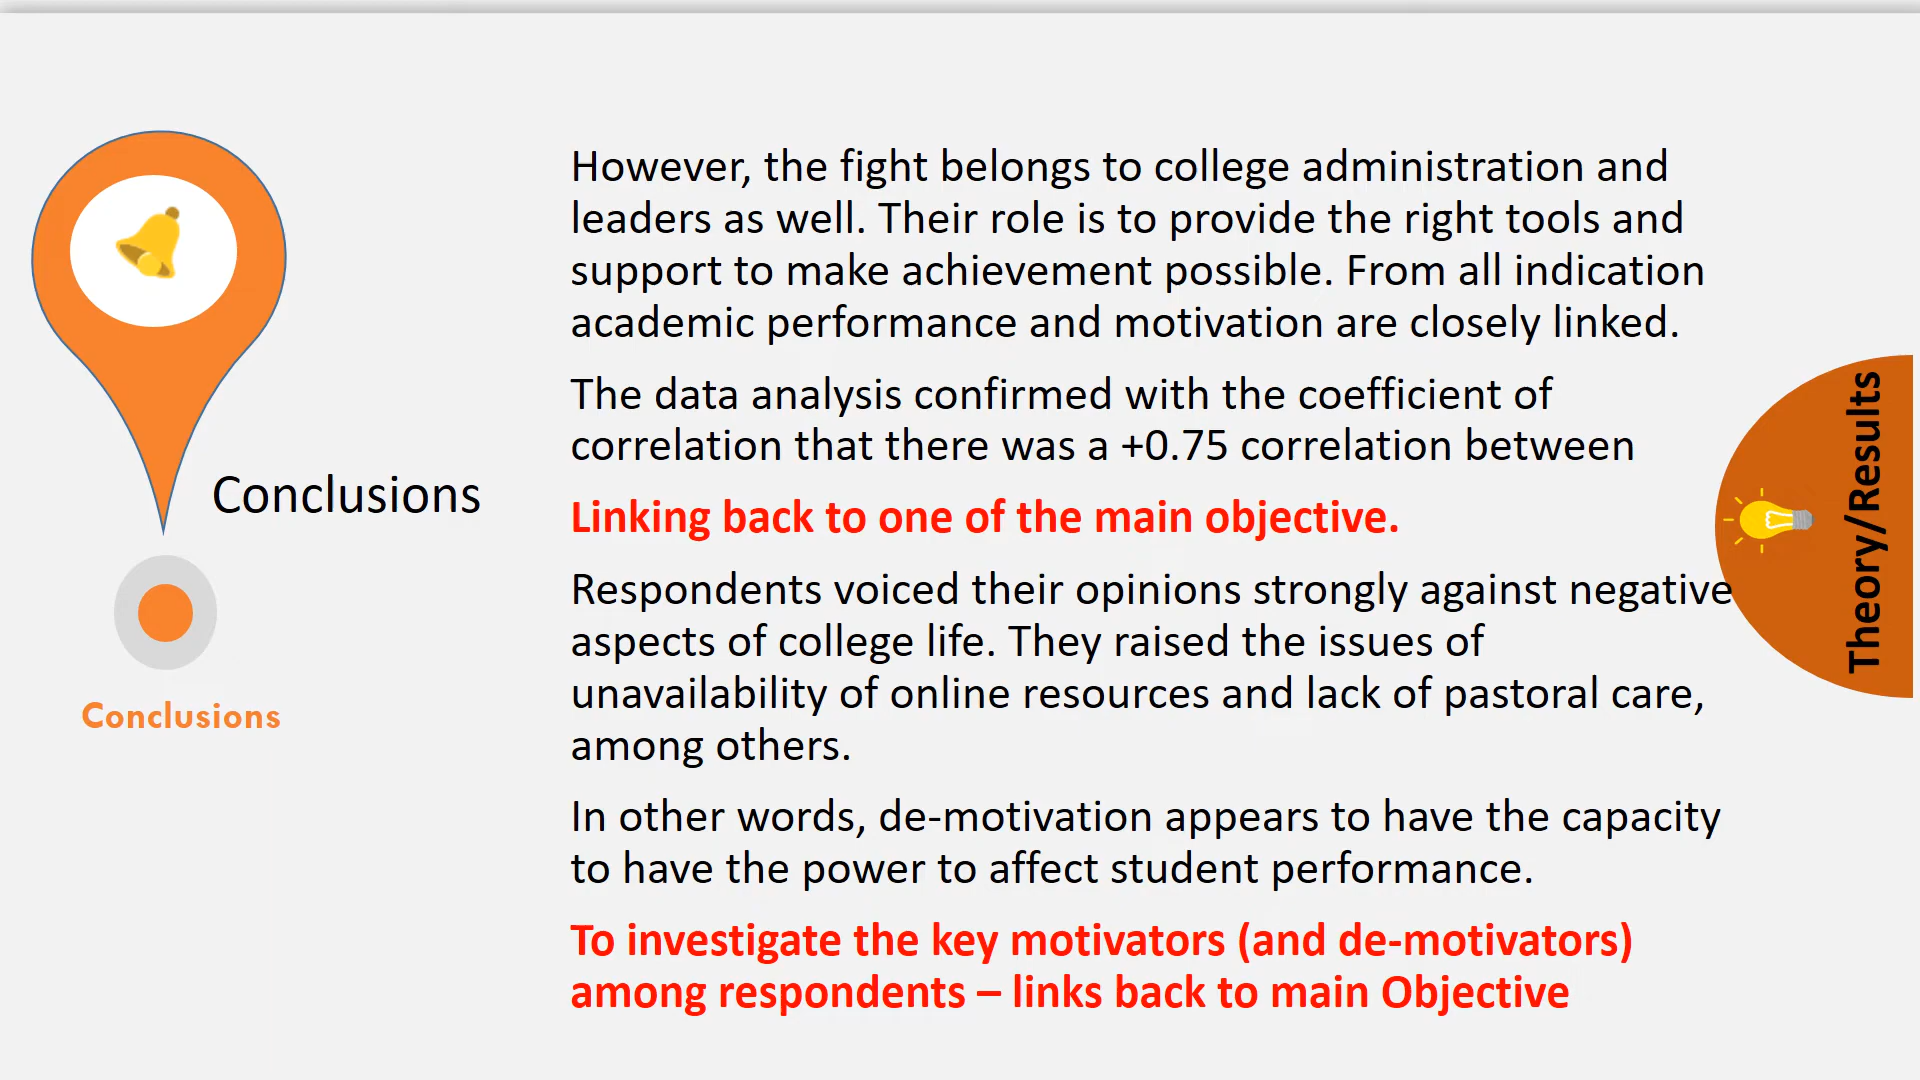 Conclusions
Conclusions
However, the fight belongs to college administration and
leaders as well. Their role is to provide the right tools and
support to make achievement possible. From all indication
academic performance and motivation are closely linked.
The data analysis confirmed with the coefficient of
correlation that there was a +0.75 correlation between
Linking back to one of the main objective.
Respondents voiced their opinions strongly against negative
aspects of college life. They raised the issues of
unavailability of online resources and lack of pastoral care,
among others.
In other words, de-motivation appears to have the capacity
to have the power to affect student performance.
To investigate the key motivators (and de-motivators)
among respondents – links back to main Objective
Theory/Results